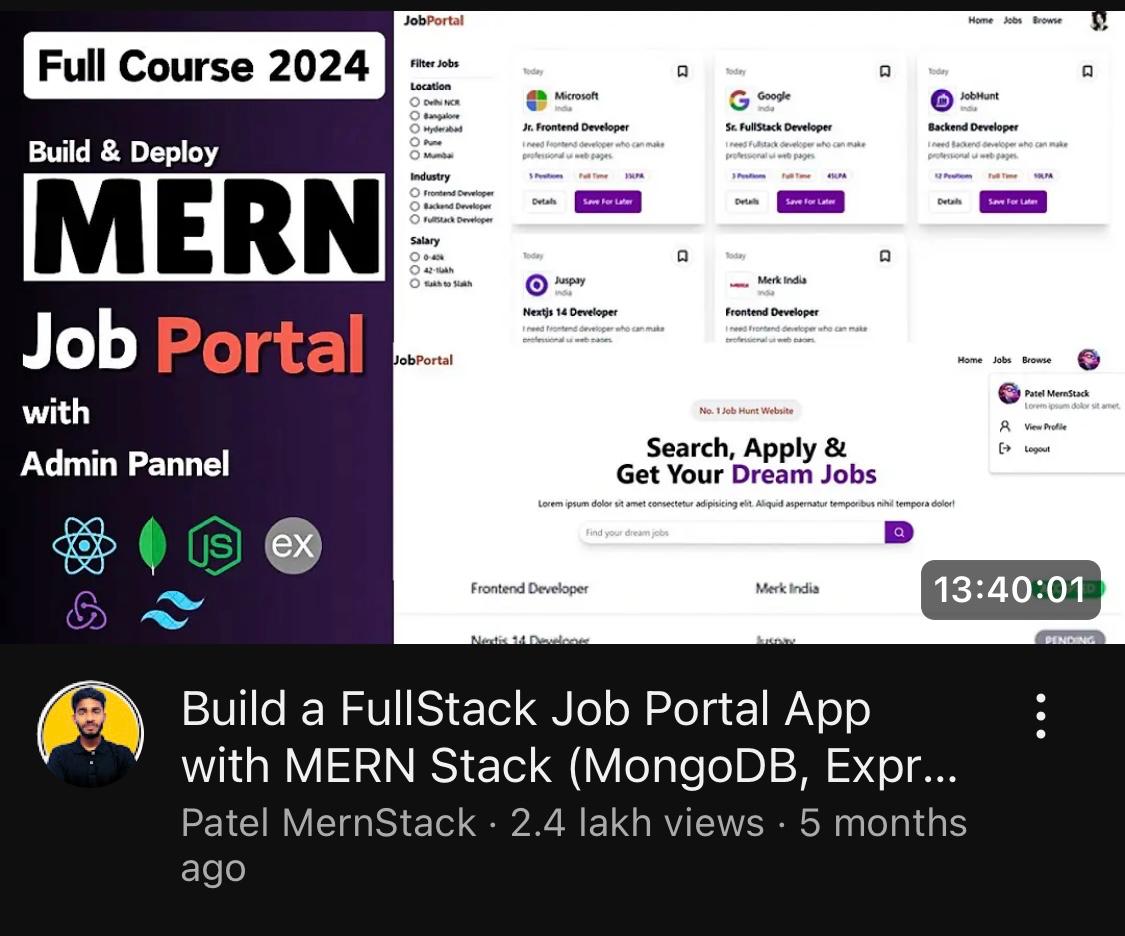 Full Course 2024
Build & Deploy
MERN
Job Portal
with
Admin Pannel
JS
ex
JobPortal
Home Jobs Browse
Filter Jobs
Location
Delhi NCR
Bangalore
Hyderabad
Pune
Mumbai
Industry
Frontend Developer
Backend Developer
FullStack Developer
Salary
0-40k
42-1lakh
1lakh to 5lakh
Today
Microsoft
India
Jr. Frontend Developer
I need Frontend developer who can make
professional ui web pages.
5 Positions Full Time 35LPA
Details Save For Later
Today
Google
India
Sr. FullStack Developer
I need Fullstack developer who can make
professional ui web pages.
3 Positions Full Time 45LPA
Details Save For Later
Today
JobHunt
India
Backend Developer
I need Backend developer who can make
professional ui web pages.
12 Positions Full Time 10LPA
Details Save For Later
Today
Juspay
India
Nextjs 14 Developer
I need Frontend developer who can make
professional ui web pages.
Today
Merk India
India
Frontend Developer
I need Frontend developer who can make
professional ui web pages.
JobPortal
Home Jobs Browse
Patel MernStack
Lorem ipsum dolor sit amet,
View Profile
Logout
No. 1 Job Hunt Website
Search, Apply &
Get Your Dream Jobs
Lorem ipsum dolor sit amet consectetur adipisicing elit. Aliquid aspernatur temporibus nihil tempora dolor!
Find your dream jobs
Frontend Developer Merk India
13:40:01
Nextjs 14 Developer Juspay PENDING
Build a FullStack Job Portal App
with MERN Stack (MongoDB, Expr...
Patel MernStack · 2.4 lakh views · 5 months
ago